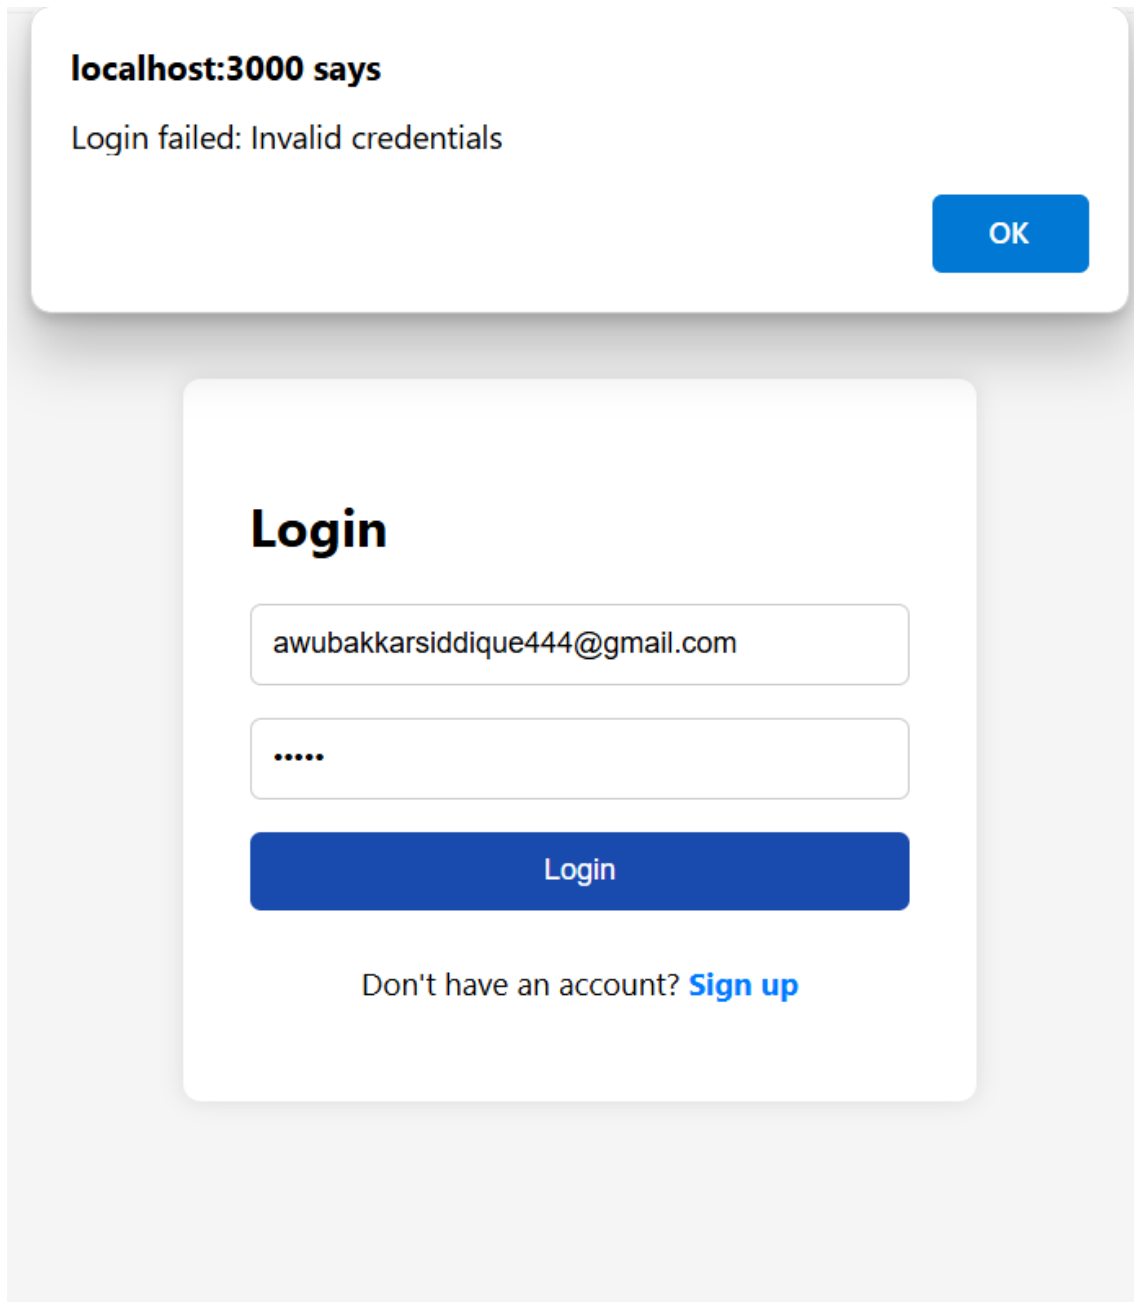 localhost:3000 says
Login failed: Invalid credentials
OK
Login
awubakkarsiddique444@gmail.com
•••••
Login
Don't have an account? Sign up